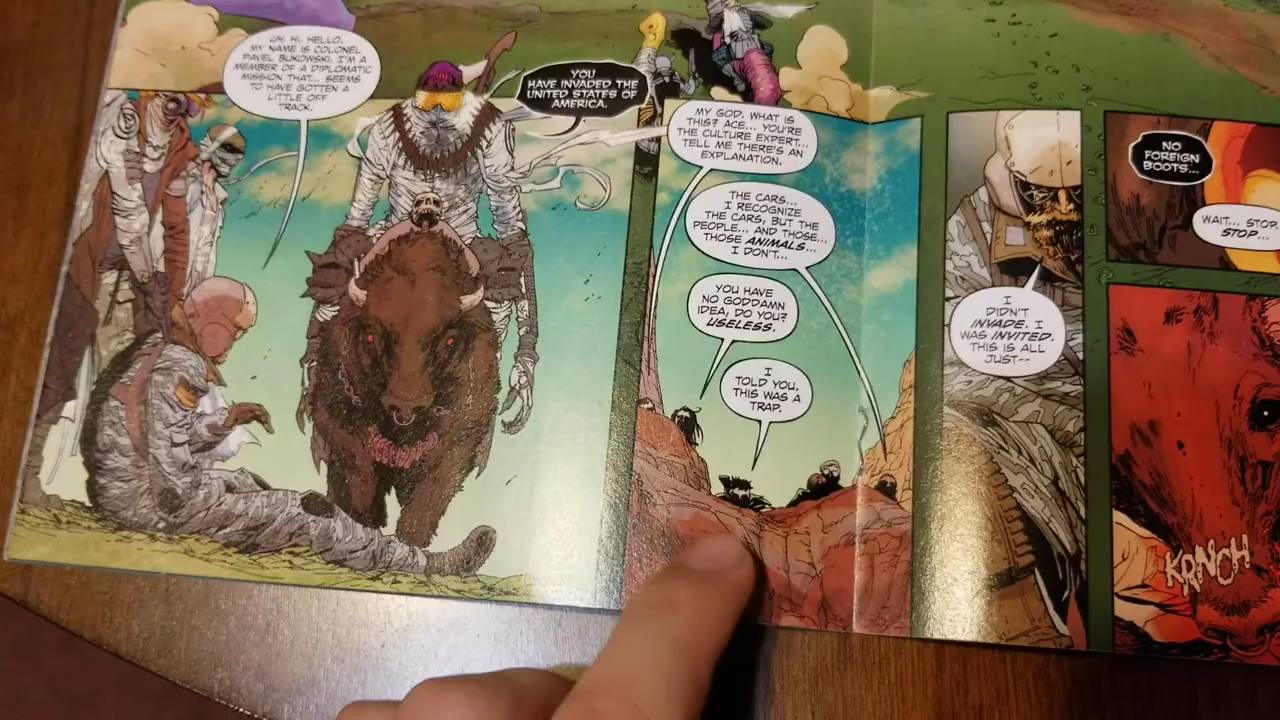 UH, HI, HELLO.
MY NAME IS COLONEL
PAVEL BUKOWSKI. I'M A
MEMBER OF A DIPLOMATIC
MISSION THAT... SEEMS
TO HAVE GOTTEN A
LITTLE OFF
TRACK.
YOU
HAVE INVADED THE
UNITED STATES OF
AMERICA.
MY GOD. WHAT IS
THIS? ACE... YOU'RE
THE CULTURE EXPERT...
TELL ME THERE'S AN
EXPLANATION.
THE CARS...
I RECOGNIZE
THE CARS, BUT THE
PEOPLE... AND THOSE...
THOSE ANIMALS...
I DON'T...
YOU HAVE
NO GODDAMN
IDEA, DO YOU?
USELESS.
I
TOLD YOU.
THIS WAS A
TRAP.
I
DIDN'T
INVADE. I
WAS INVITED.
THIS IS ALL
JUST--
NO
FOREIGN
BOOTS...
WAIT... STOP.
STOP...
KRNCH